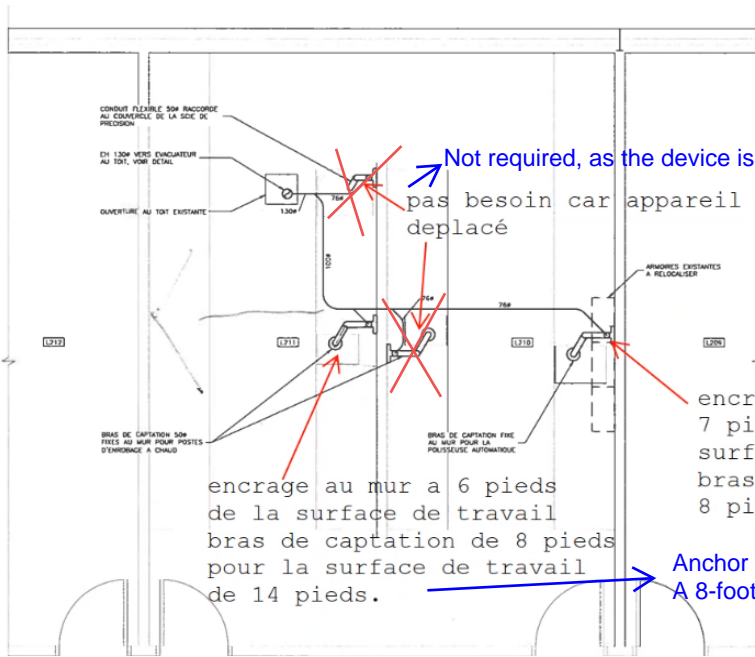 CONDUIT FLEXIBLE 50ø RACCORDE
AU COUVERCLE DE LA SCIE DE
PRECISION
EH 130ø VERS EVACUATEUR
AU TOIT, VOIR DETAIL
OUVERTURE AU TOIT EXISTANTE
130ø
76ø
Not required, as the device is
pas besoin car appareil
deplacé
100ø
76ø
76ø
ARMOIRES EXISTANTES
A RELOCALISER
L212
L211
L210
L209
BRAS DE CAPTATION 50ø
FIXES AU MUR POUR POSTES
D'ENROBAGE A CHAUD
BRAS DE CAPTATION FIXE
AU MUR POUR LA
POLISSEUSE AUTOMATIQUE
encr
7 pi
surf
bras
8 pi
encrage au mur a 6 pieds
de la surface de travail
bras de captation de 8 pieds
pour la surface de travail
de 14 pieds.
Anchor
A 8-foot